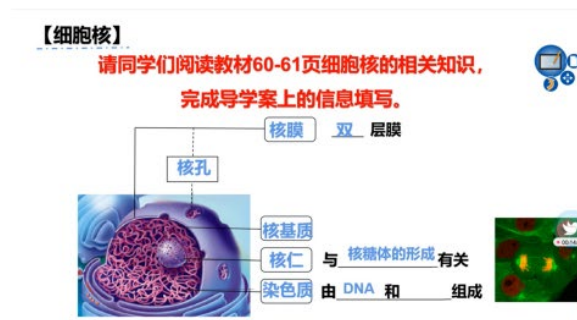 【细胞核】
请同学们阅读教材60-61页细胞核的相关知识，
完成导学案上的信息填写。
核膜 双 层膜
核孔
核基质
核仁 与 核糖体的形成 有关
染色质 由 DNA 和 组成